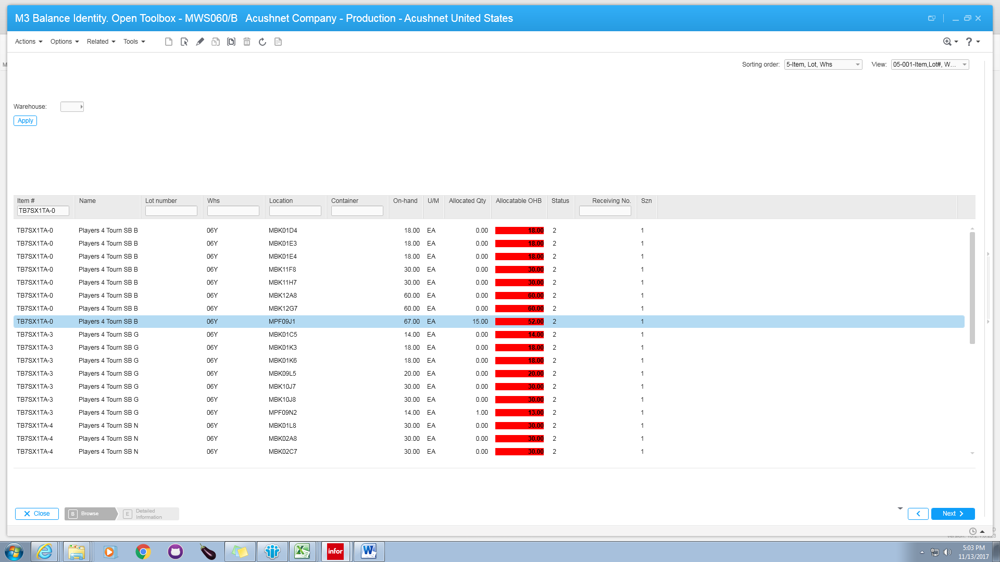 M3 Balance Identity. Open Toolbox - MWS060/B Acushnet Company - Production - Acushnet United States
Actions Options Related Tools ?
M
Sorting order: 5-Item, Lot, Whs View: 05-001-Item,Lot#, W...
Warehouse:
Apply
Item # Name Lot number Whs Location Container On-hand U/M Allocated Qty Allocatable OHB Status Receiving No. Szn
TB7SX1TA-0
TB7SX1TA-0 Players 4 Tourn SB B 06Y MBK01D4 18.00 EA 0.00 18.00 2 1
TB7SX1TA-0 Players 4 Tourn SB B 06Y MBK01E3 18.00 EA 0.00 18.00 2 1
TB7SX1TA-0 Players 4 Tourn SB B 06Y MBK01E4 18.00 EA 0.00 18.00 2 1
TB7SX1TA-0 Players 4 Tourn SB B 06Y MBK11F8 30.00 EA 0.00 30.00 2 1
TB7SX1TA-0 Players 4 Tourn SB B 06Y MBK11H7 30.00 EA 0.00 30.00 2 1
TB7SX1TA-0 Players 4 Tourn SB B 06Y MBK12A8 60.00 EA 0.00 60.00 2 1
TB7SX1TA-0 Players 4 Tourn SB B 06Y MBK12G7 60.00 EA 0.00 60.00 2 1
TB7SX1TA-0 Players 4 Tourn SB B 06Y MPF09J1 67.00 EA 15.00 52.00 2 1
TB7SX1TA-3 Players 4 Tourn SB G 06Y MBK01C5 14.00 EA 0.00 14.00 2 1
TB7SX1TA-3 Players 4 Tourn SB G 06Y MBK01K3 18.00 EA 0.00 18.00 2 1
TB7SX1TA-3 Players 4 Tourn SB G 06Y MBK01K6 18.00 EA 0.00 18.00 2 1
TB7SX1TA-3 Players 4 Tourn SB G 06Y MBK09L5 20.00 EA 0.00 20.00 2 1
TB7SX1TA-3 Players 4 Tourn SB G 06Y MBK10J7 30.00 EA 0.00 30.00 2 1
TB7SX1TA-3 Players 4 Tourn SB G 06Y MBK10J8 30.00 EA 0.00 30.00 2 1
TB7SX1TA-3 Players 4 Tourn SB G 06Y MPF09N2 14.00 EA 1.00 13.00 2 1
TB7SX1TA-4 Players 4 Tourn SB N 06Y MBK01L8 30.00 EA 0.00 30.00 2 1
TB7SX1TA-4 Players 4 Tourn SB N 06Y MBK02A8 30.00 EA 0.00 30.00 2 1
TB7SX1TA-4 Players 4 Tourn SB N 06Y MBK02C7 30.00 EA 0.00 30.00 2 1
Close B Browse E Detailed
Information
Next
infor
5:03 PM
11/13/2017